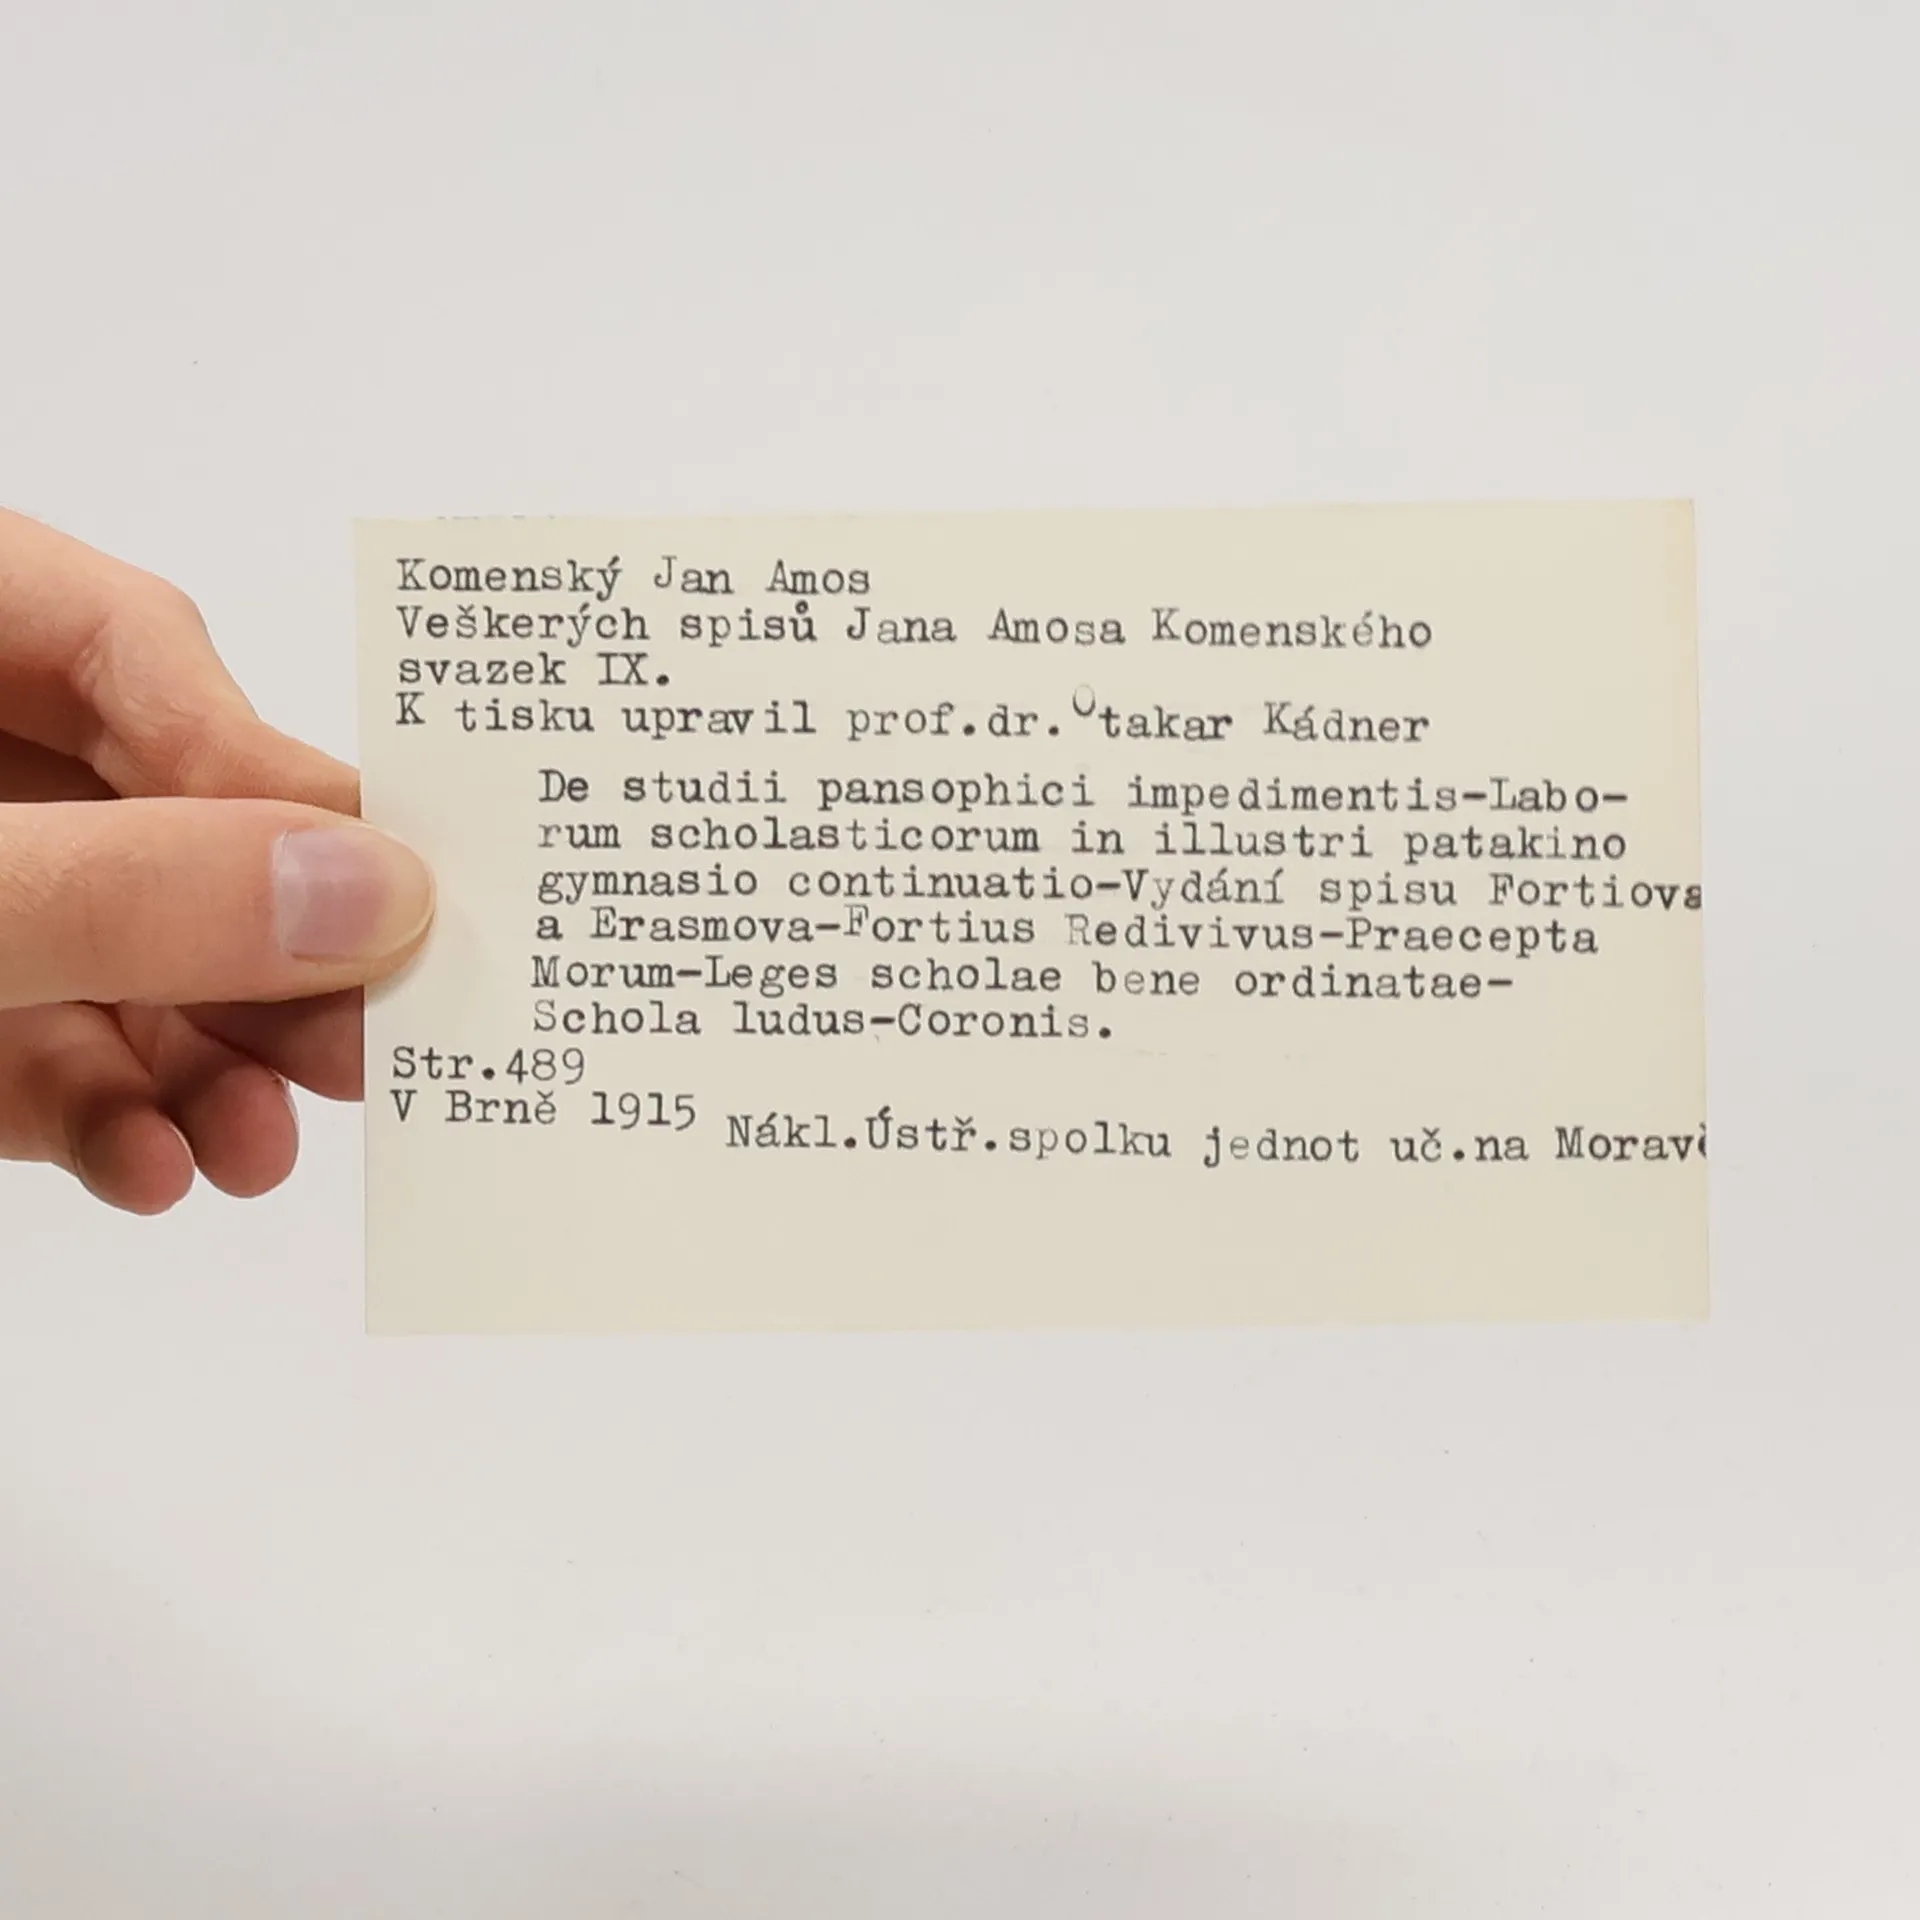 Komenský Jan Amos
Veškerých spisů Jana Amosa Komenského
svazek IX.
K tisku upravil prof.dr.Otakar Kádner
De studii pansophici impedimentis-Labo-
rum scholasticorum in illustri patakino
gymnasio continuatio-Vydání spisu Fortiova
a Erasmova-Fortius Redivivus-Praecepta
Morum-Leges scholae bene ordinatae-
Schola ludus-Coronis.
Str.489
V Brně 1915
Nákl.Ústř.spolku jednot uč.na Moravě